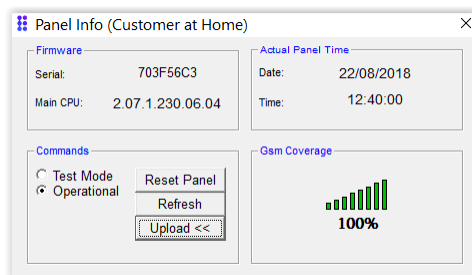 Panel Info (Customer at Home)
Firmware
Serial: 703F56C3
Main CPU: 2.07.1.230.06.04
Actual Panel Time
Date: 22/08/2018
Time: 12:40:00
Commands
Test Mode
Operational
Reset Panel
Refresh
Upload <<
Gsm Coverage
100%